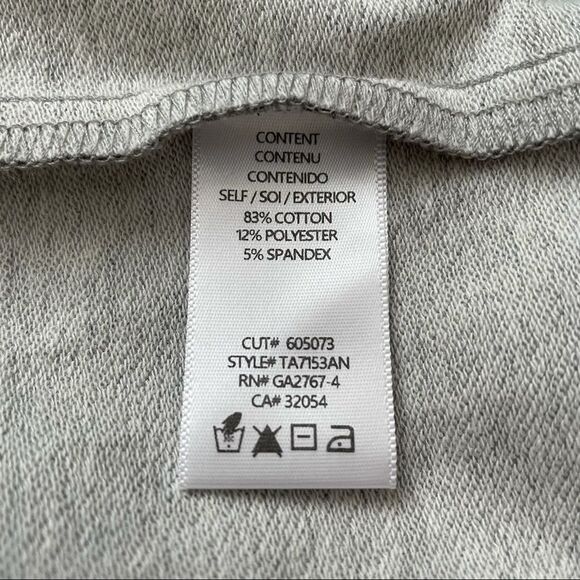 CONTENT
CONTENU
CONTENIDO
SELF / SOI / EXTERIOR
83% COTTON
12% POLYESTER
5% SPANDEX
CUT# 605073
STYLE# TA7153AN
RN# GA2767-4
CA# 32054